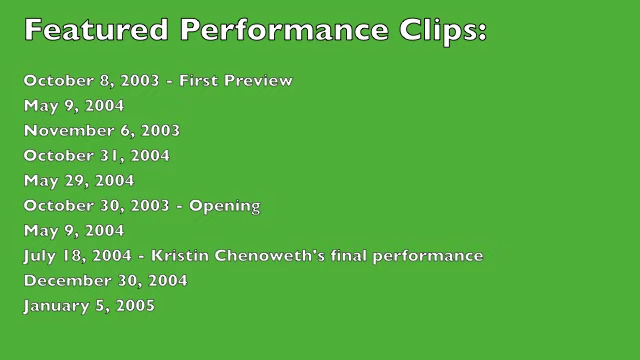 Featured Performance Clips:
October 8, 2003 - First Preview
May 9, 2004
November 6, 2003
October 31, 2004
May 29, 2004
October 30, 2003 - Opening
May 9, 2004
July 18, 2004 - Kristin Chenoweth's final performance
December 30, 2004
January 5, 2005